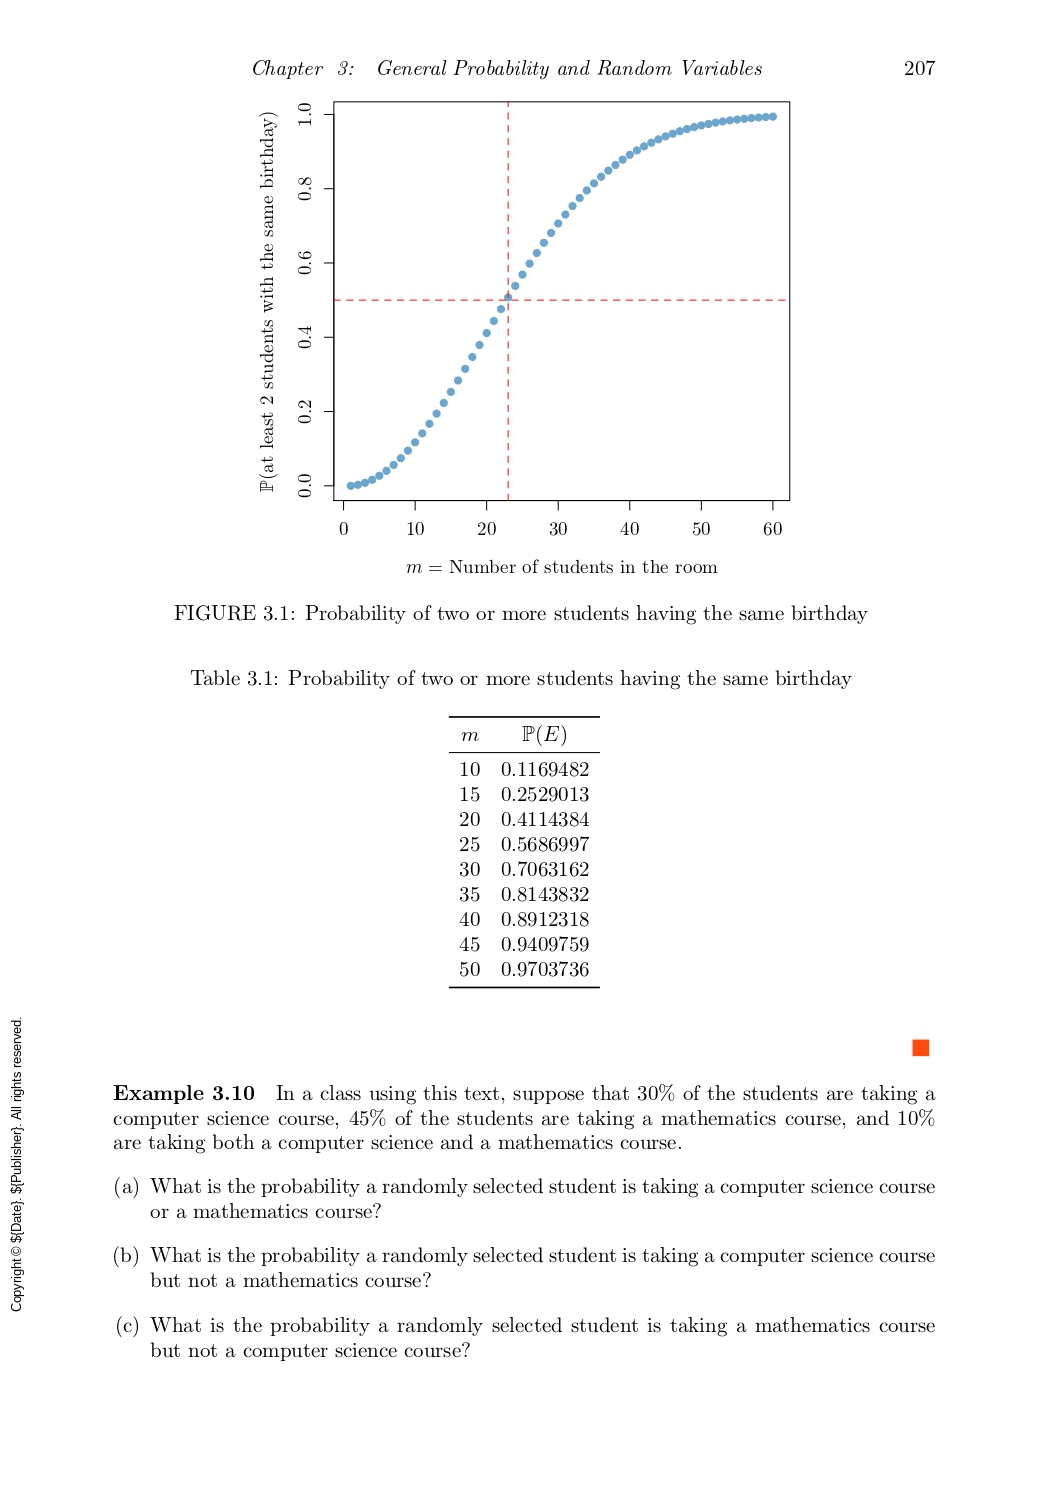 Chapter 3: General Probability and Random Variables 207
ℙ(at least 2 students with the same birthday)
1.0
0.8
0.6
0.4
0.2
0.0
0 10 20 30 40 50 60
m = Number of students in the room
FIGURE 3.1: Probability of two or more students having the same birthday
Table 3.1: Probability of two or more students having the same birthday
m ℙ(E)
10 0.1169482
15 0.2529013
20 0.4114384
25 0.5686997
30 0.7063162
35 0.8143832
40 0.8912318
45 0.9409759
50 0.9703736
Example 3.10 In a class using this text, suppose that 30% of the students are taking a
computer science course, 45% of the students are taking a mathematics course, and 10%
are taking both a computer science and a mathematics course.
(a) What is the probability a randomly selected student is taking a computer science course
or a mathematics course?
(b) What is the probability a randomly selected student is taking a computer science course
but not a mathematics course?
(c) What is the probability a randomly selected student is taking a mathematics course
but not a computer science course?
Copyright © ${Date}. ${Publisher}. All rights reserved.